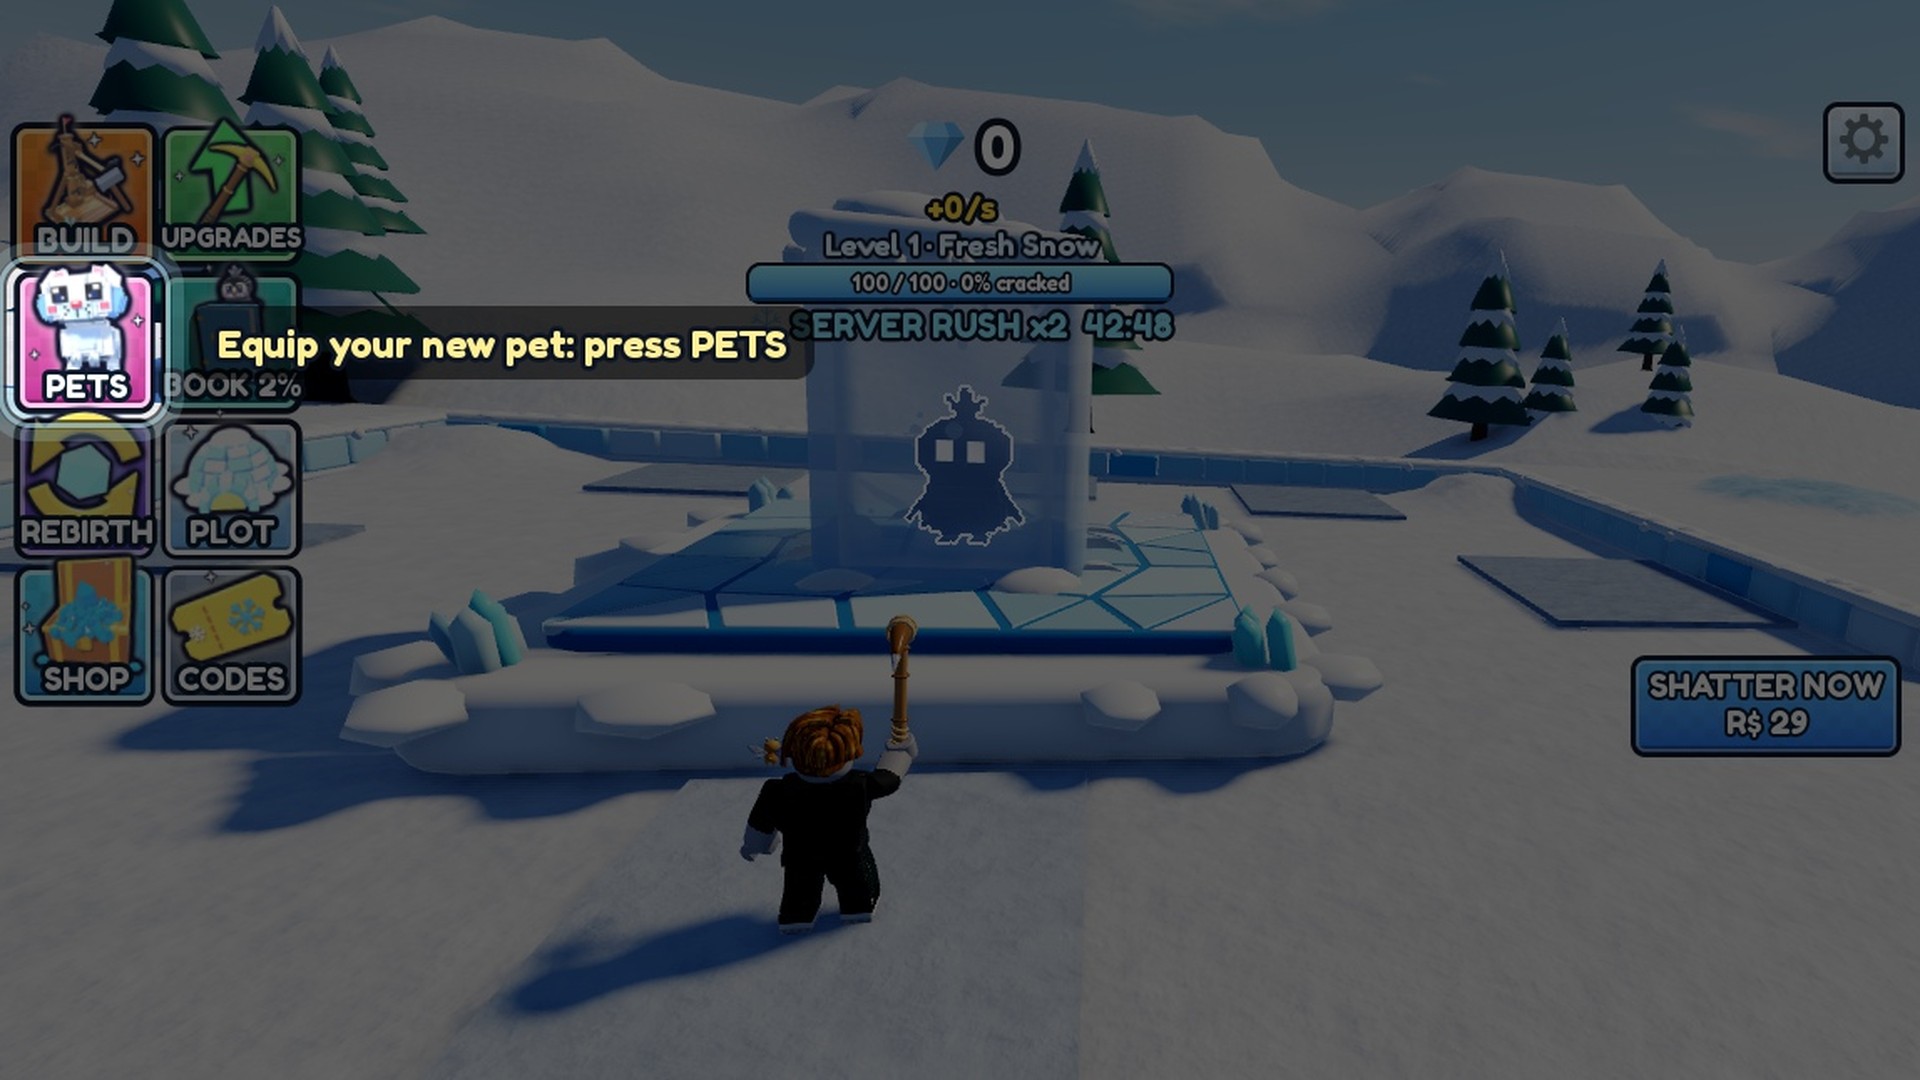 0
+0/s
Level 1 · Fresh Snow
100 / 100 · 0% cracked
SERVER RUSH x2 42:48
BUILD
UPGRADES
PETS
BOOK 2%
Equip your new pet: press PETS
REBIRTH
PLOT
SHOP
CODES
SHATTER NOW
R$ 29